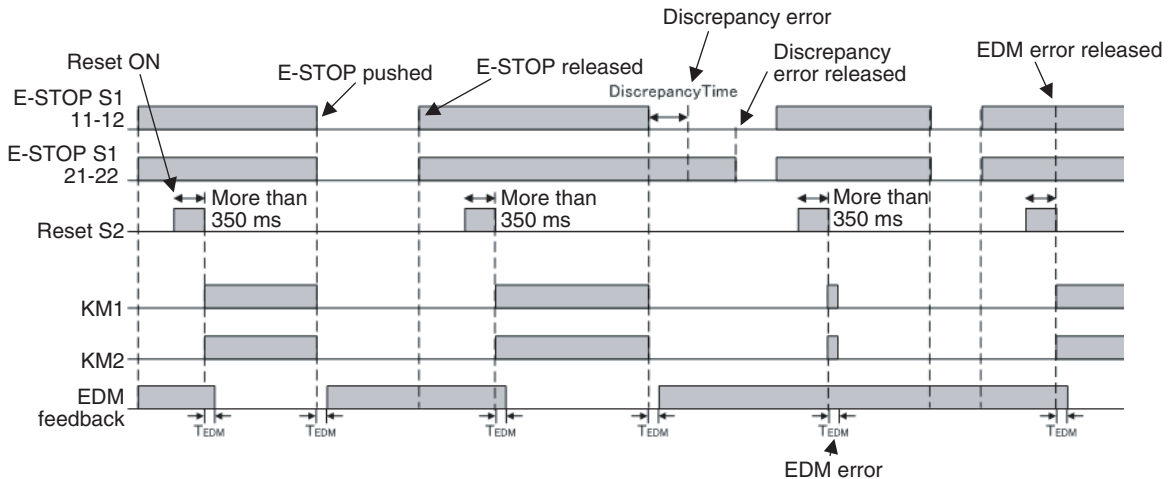 Discrepancy error
Reset ON
E-STOP pushed
E-STOP released
Discrepancy
error released
EDM error released
DiscrepancyTime
E-STOP S1
11-12
E-STOP S1
21-22
More than
350 ms
More than
350 ms
More than
350 ms
Reset S2
KM1
KM2
EDM
feedback
TEDM
TEDM
TEDM
TEDM
TEDM
TEDM
EDM error